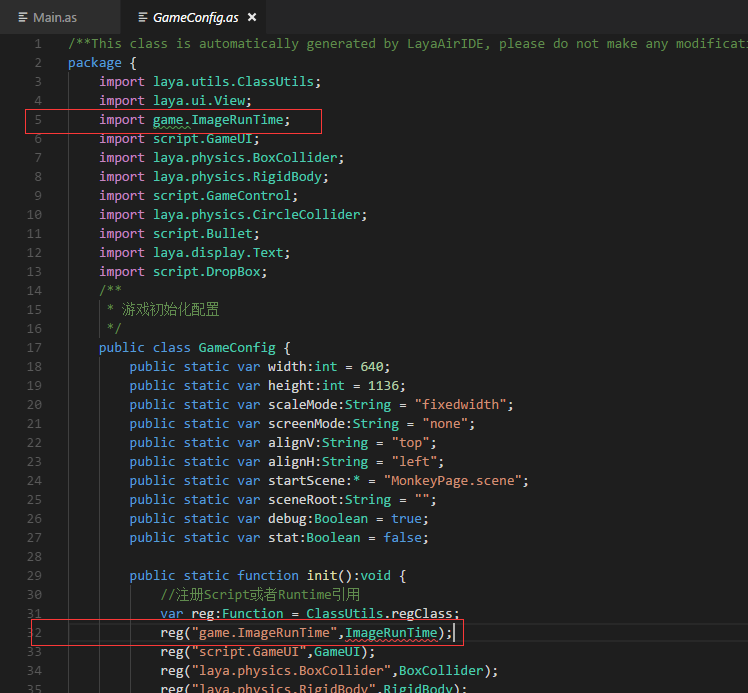 Main.as GameConfig.as
1 /**This class is automatically generated by LayaAirIDE, please do not make any
2 package {
3 import laya.utils.ClassUtils;
4 import laya.ui.View;
5 import game.ImageRunTime;
6 import script.GameUI;
7 import laya.physics.BoxCollider;
8 import laya.physics.RigidBody;
9 import script.GameControl;
10 import laya.physics.CircleCollider;
11 import script.Bullet;
12 import laya.display.Text;
13 import script.DropBox;
14 /**
15 * 游戏初始化配置
16 */
17 public class GameConfig {
18 public static var width:int = 640;
19 public static var height:int = 1136;
20 public static var scaleMode:String = "fixedwidth";
21 public static var screenMode:String = "none";
22 public static var alignV:String = "top";
23 public static var alignH:String = "left";
24 public static var startScene:* = "MonkeyPage.scene";
25 public static var sceneRoot:String = "";
26 public static var debug:Boolean = true;
27 public static var stat:Boolean = false;
28
29 public static function init():void {
30 //注册Script或者Runtime引用
31 var reg:Function = ClassUtils.regClass;
32 reg("game.ImageRunTime",ImageRunTime);
33 reg("script.GameUI",GameUI);
34 reg("laya.physics.BoxCollider",BoxCollider);
35 reg("laya.physics.RigidBody",RigidBody);